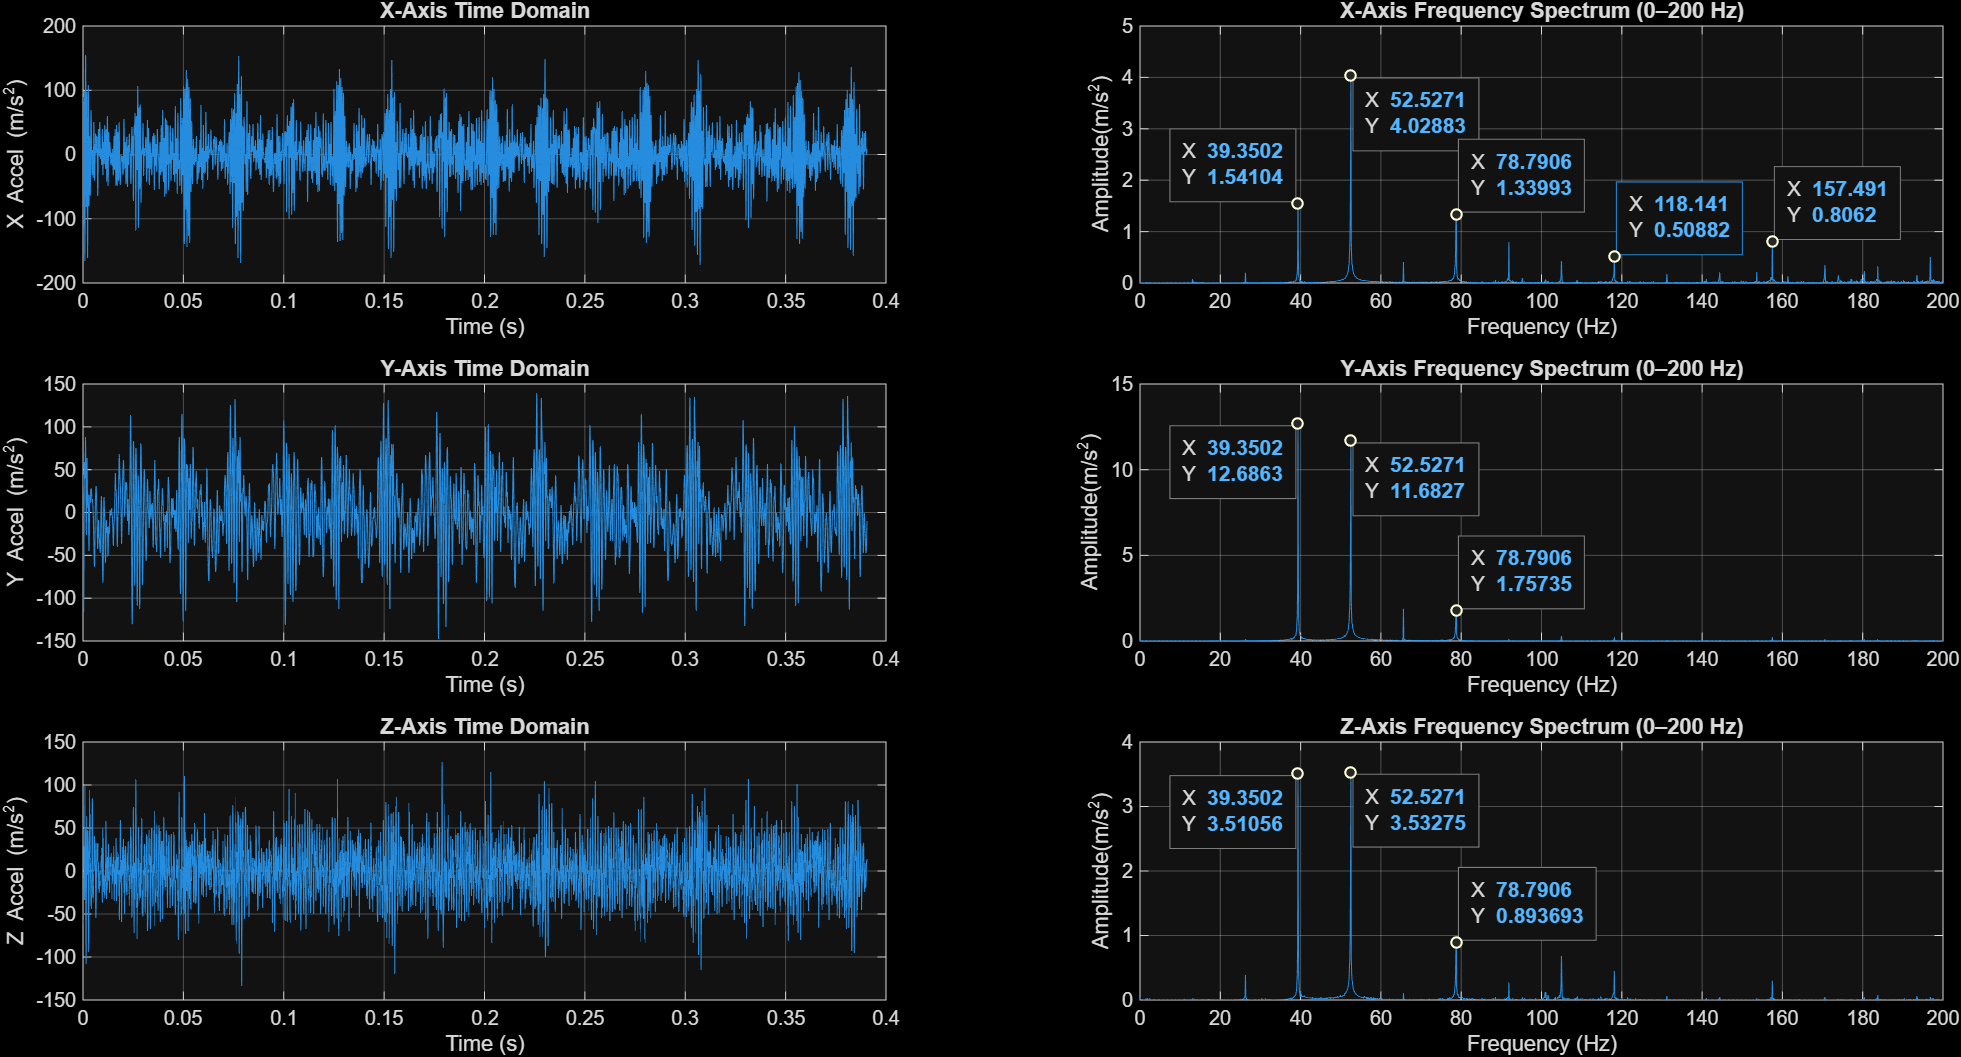 X-Axis Time Domain
200
100
0
-100
-200
X Accel (m/s²)
0 0.05 0.1 0.15 0.2 0.25 0.3 0.35 0.4
Time (s)
X-Axis Frequency Spectrum (0–200 Hz)
5
4
3
2
1
0
Amplitude(m/s²)
X 39.3502
Y 1.54104
X 52.5271
Y 4.02883
X 78.7906
Y 1.33993
X 118.141
Y 0.50882
X 157.491
Y 0.8062
0 20 40 60 80 100 120 140 160 180 200
Frequency (Hz)
Y-Axis Time Domain
150
100
50
0
-50
-100
-150
Y Accel (m/s²)
0 0.05 0.1 0.15 0.2 0.25 0.3 0.35 0.4
Time (s)
Y-Axis Frequency Spectrum (0–200 Hz)
15
10
5
0
Amplitude(m/s²)
X 39.3502
Y 12.6863
X 52.5271
Y 11.6827
X 78.7906
Y 1.75735
0 20 40 60 80 100 120 140 160 180 200
Frequency (Hz)
Z-Axis Time Domain
150
100
50
0
-50
-100
-150
Z Accel (m/s²)
0 0.05 0.1 0.15 0.2 0.25 0.3 0.35 0.4
Time (s)
Z-Axis Frequency Spectrum (0–200 Hz)
4
3
2
1
0
Amplitude(m/s²)
X 39.3502
Y 3.51056
X 52.5271
Y 3.53275
X 78.7906
Y 0.893693
0 20 40 60 80 100 120 140 160 180 200
Frequency (Hz)